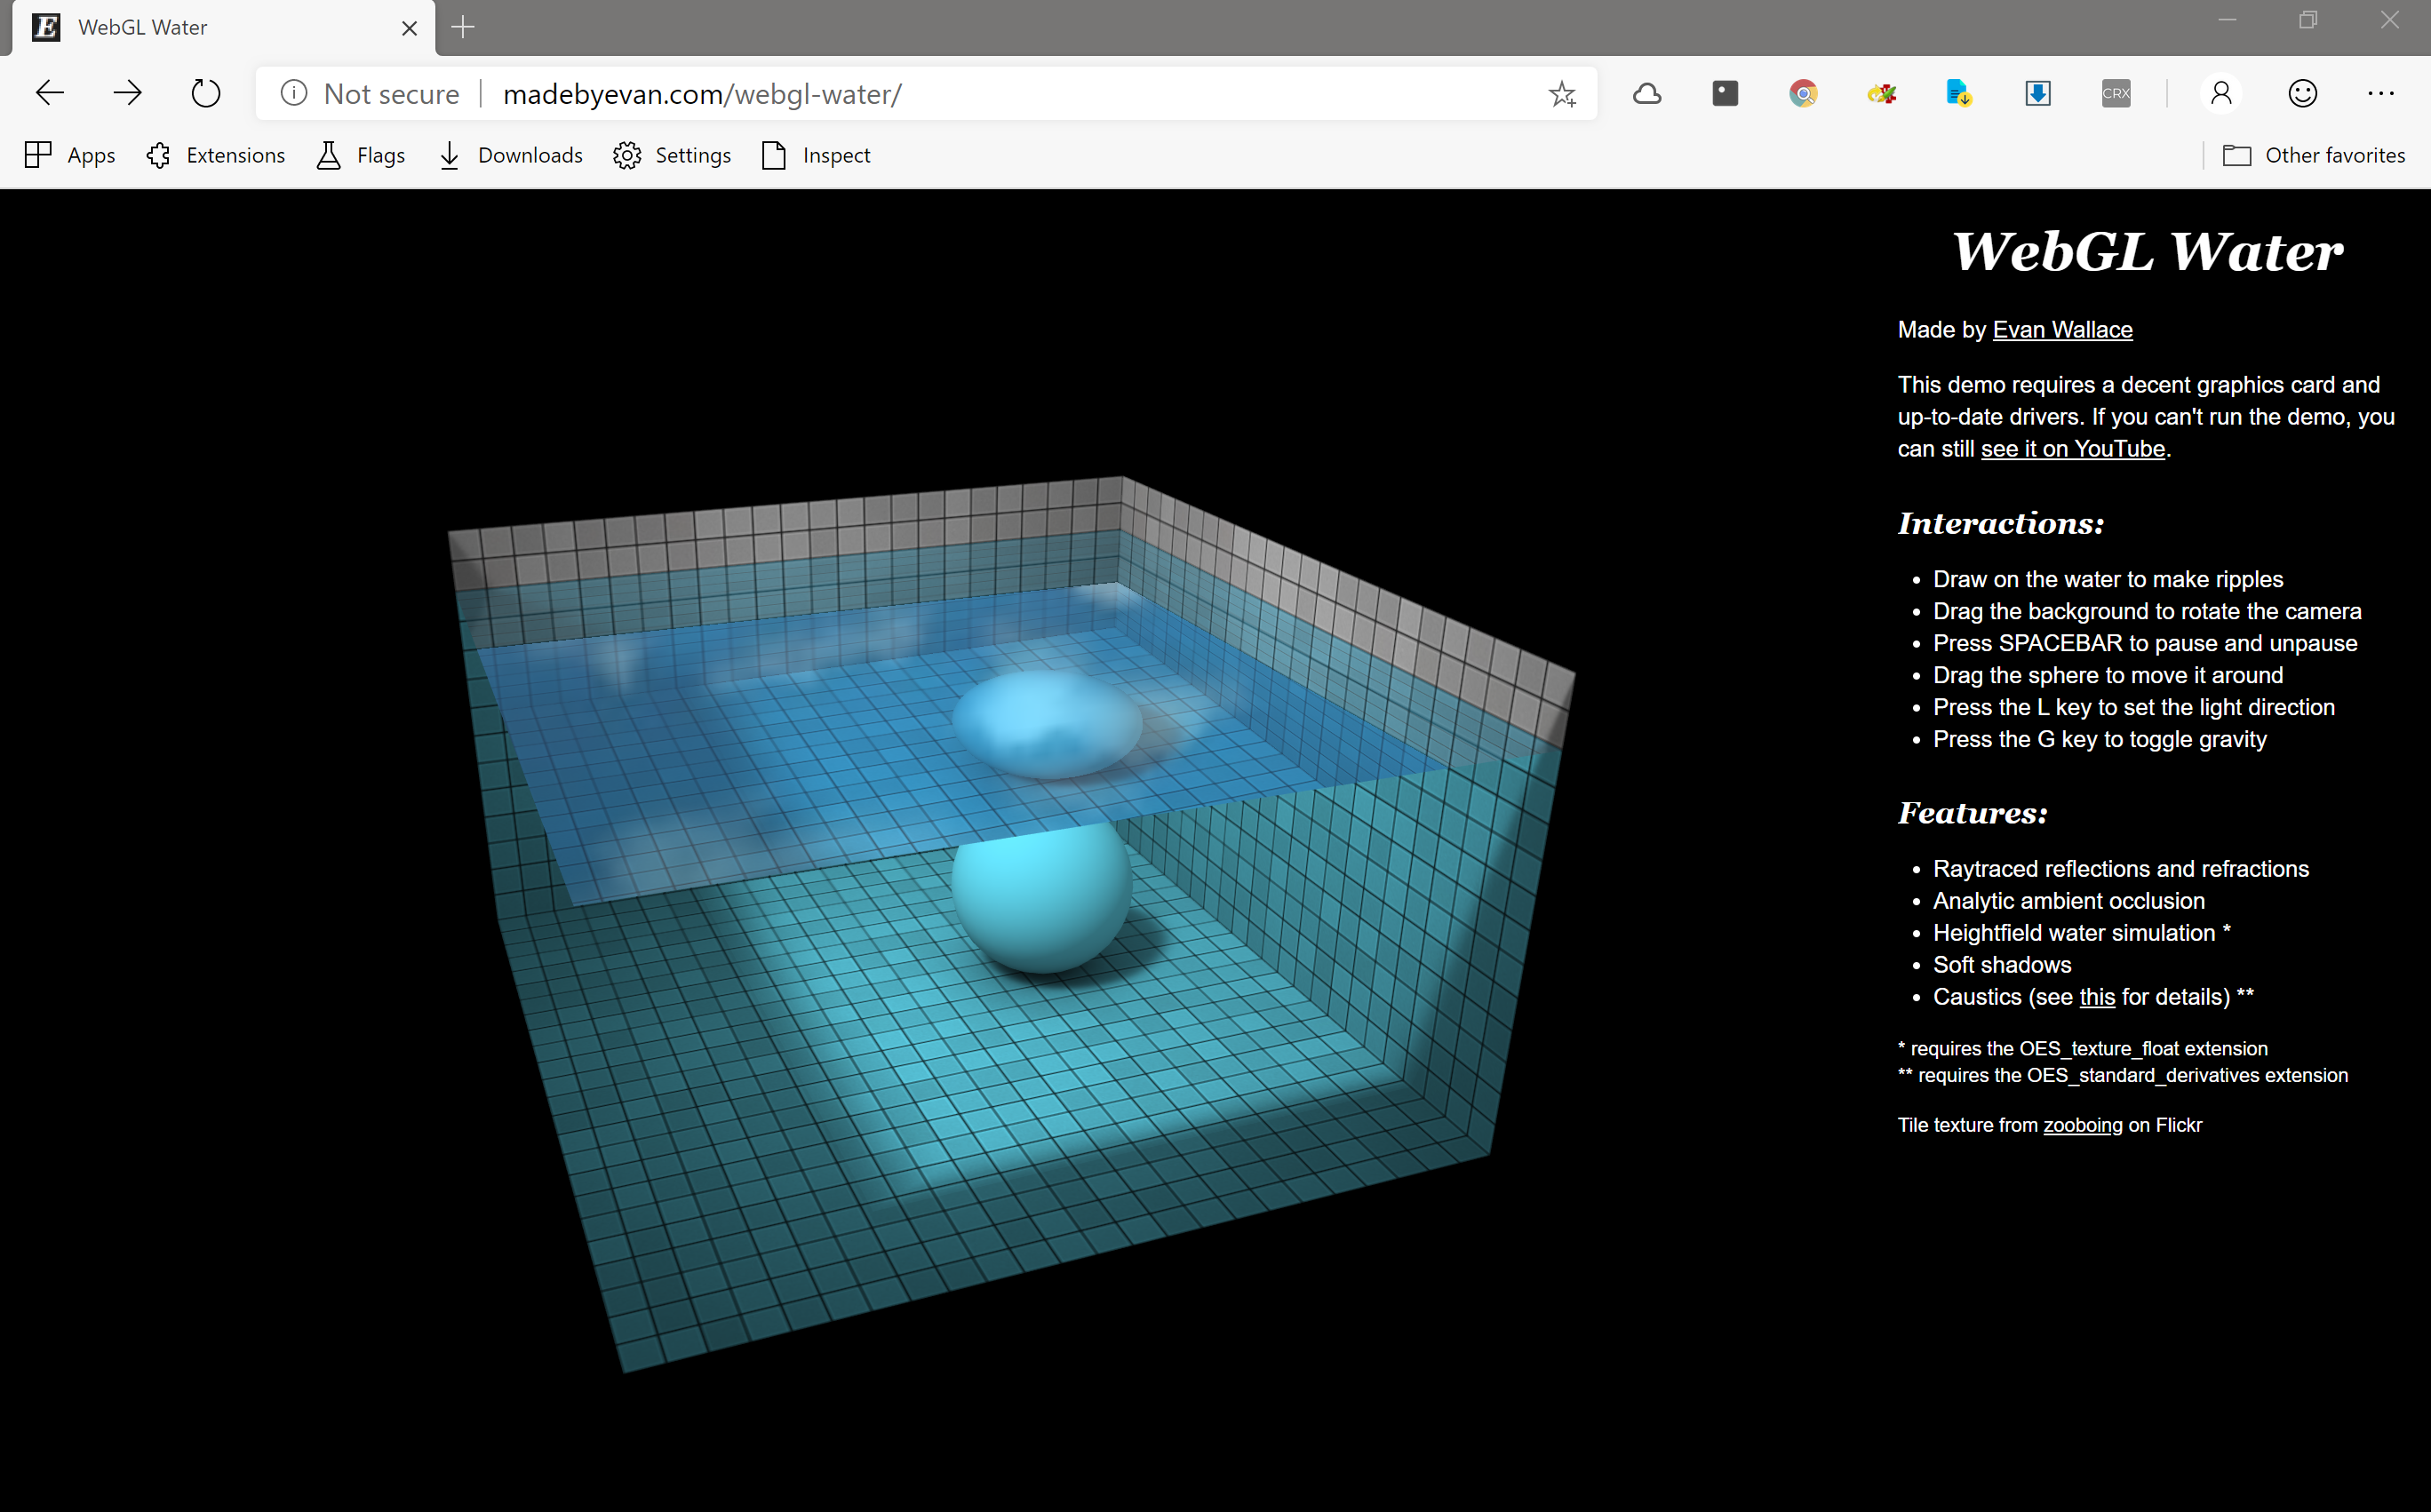 E WebGL Water
Not secure madebyevan.com/webgl-water/ CRX
Apps Extensions Flags Downloads Settings Inspect Other favorites
WebGL Water
Made by Evan Wallace
This demo requires a decent graphics card and
up-to-date drivers. If you can't run the demo, you
can still see it on YouTube.
Interactions:
• Draw on the water to make ripples
• Drag the background to rotate the camera
• Press SPACEBAR to pause and unpause
• Drag the sphere to move it around
• Press the L key to set the light direction
• Press the G key to toggle gravity
Features:
• Raytraced reflections and refractions
• Analytic ambient occlusion
• Heightfield water simulation *
• Soft shadows
• Caustics (see this for details) **
* requires the OES_texture_float extension
** requires the OES_standard_derivatives extension
Tile texture from zooboing on Flickr